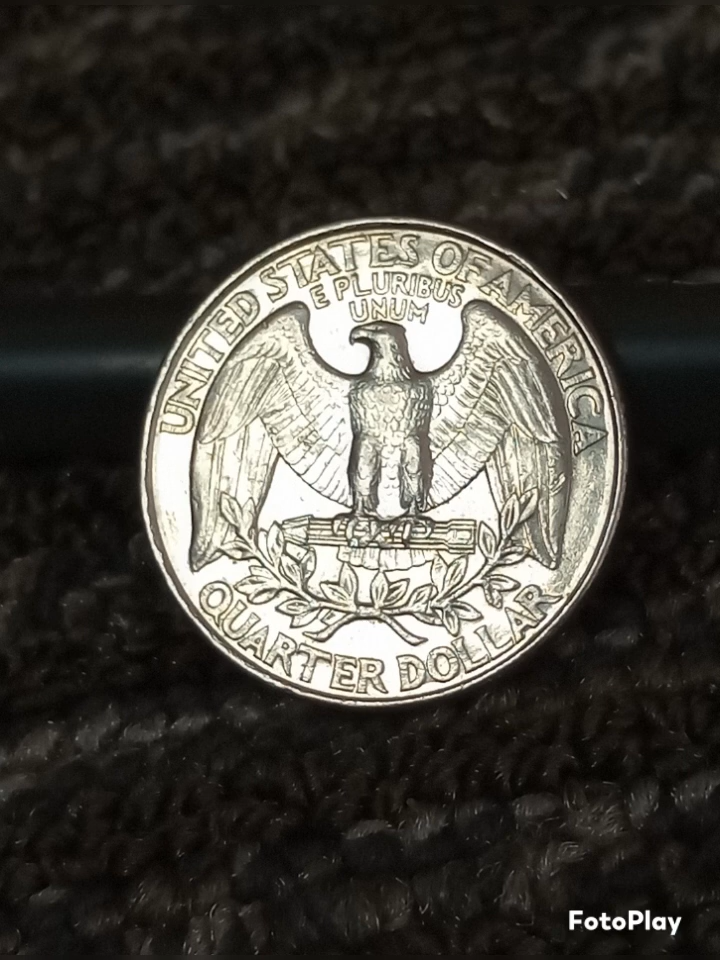 UNITED STATES OF AMERICA
E PLURIBUS
UNUM
QUARTER DOLLAR
FotoPlay